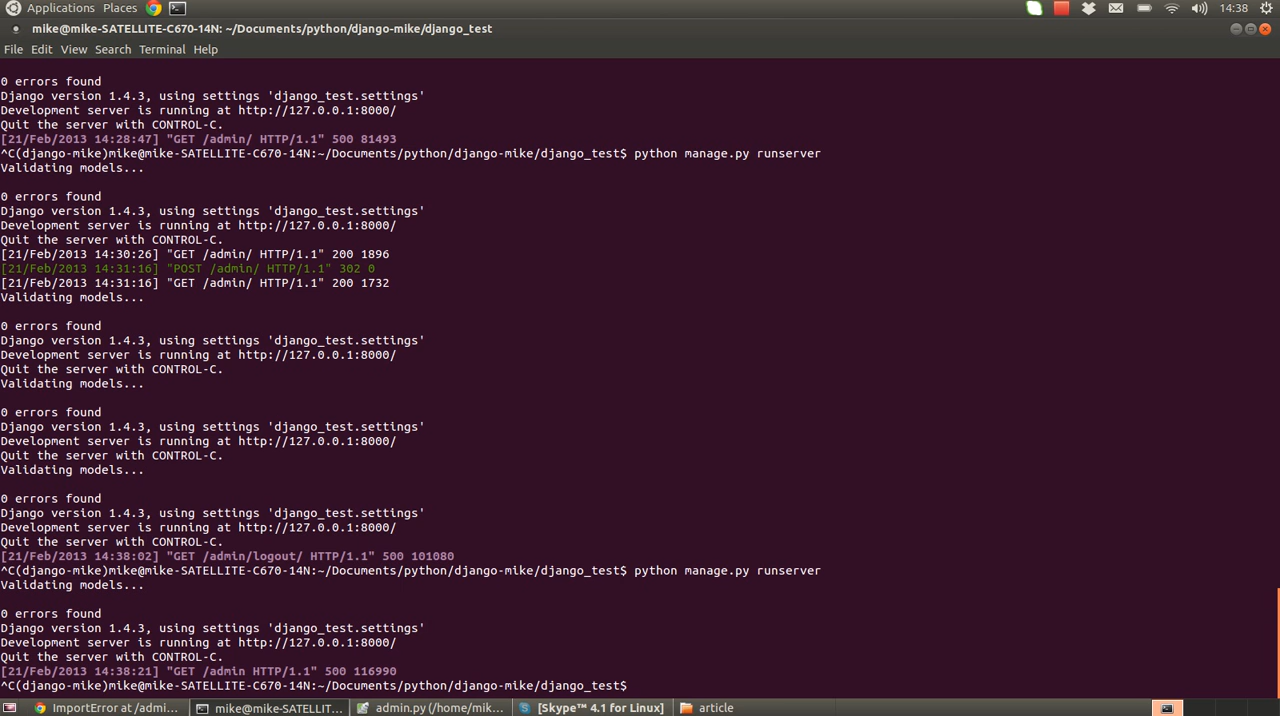 Applications Places 14:38
mike@mike-SATELLITE-C670-14N: ~/Documents/python/django-mike/django_test
File Edit View Search Terminal Help
0 errors found
Django version 1.4.3, using settings 'django_test.settings'
Development server is running at http://127.0.0.1:8000/
Quit the server with CONTROL-C.
[21/Feb/2013 14:28:47] "GET /admin/ HTTP/1.1" 500 81493
^C(django-mike)mike@mike-SATELLITE-C670-14N:~/Documents/python/django-mike/django_test$ python manage.py runserver
Validating models...
0 errors found
Django version 1.4.3, using settings 'django_test.settings'
Development server is running at http://127.0.0.1:8000/
Quit the server with CONTROL-C.
[21/Feb/2013 14:30:26] "GET /admin/ HTTP/1.1" 200 1896
[21/Feb/2013 14:31:16] "POST /admin/ HTTP/1.1" 302 0
[21/Feb/2013 14:31:16] "GET /admin/ HTTP/1.1" 200 1732
Validating models...
0 errors found
Django version 1.4.3, using settings 'django_test.settings'
Development server is running at http://127.0.0.1:8000/
Quit the server with CONTROL-C.
Validating models...
0 errors found
Django version 1.4.3, using settings 'django_test.settings'
Development server is running at http://127.0.0.1:8000/
Quit the server with CONTROL-C.
Validating models...
0 errors found
Django version 1.4.3, using settings 'django_test.settings'
Development server is running at http://127.0.0.1:8000/
Quit the server with CONTROL-C.
[21/Feb/2013 14:38:02] "GET /admin/logout/ HTTP/1.1" 500 101080
^C(django-mike)mike@mike-SATELLITE-C670-14N:~/Documents/python/django-mike/django_test$ python manage.py runserver
Validating models...
0 errors found
Django version 1.4.3, using settings 'django_test.settings'
Development server is running at http://127.0.0.1:8000/
Quit the server with CONTROL-C.
[21/Feb/2013 14:38:21] "GET /admin HTTP/1.1" 500 116990
^C(django-mike)mike@mike-SATELLITE-C670-14N:~/Documents/python/django-mike/django_test$
ImportError at /admi... mike@mike-SATELLIT... admin.py (/home/mik... [Skype™ 4.1 for Linux] article